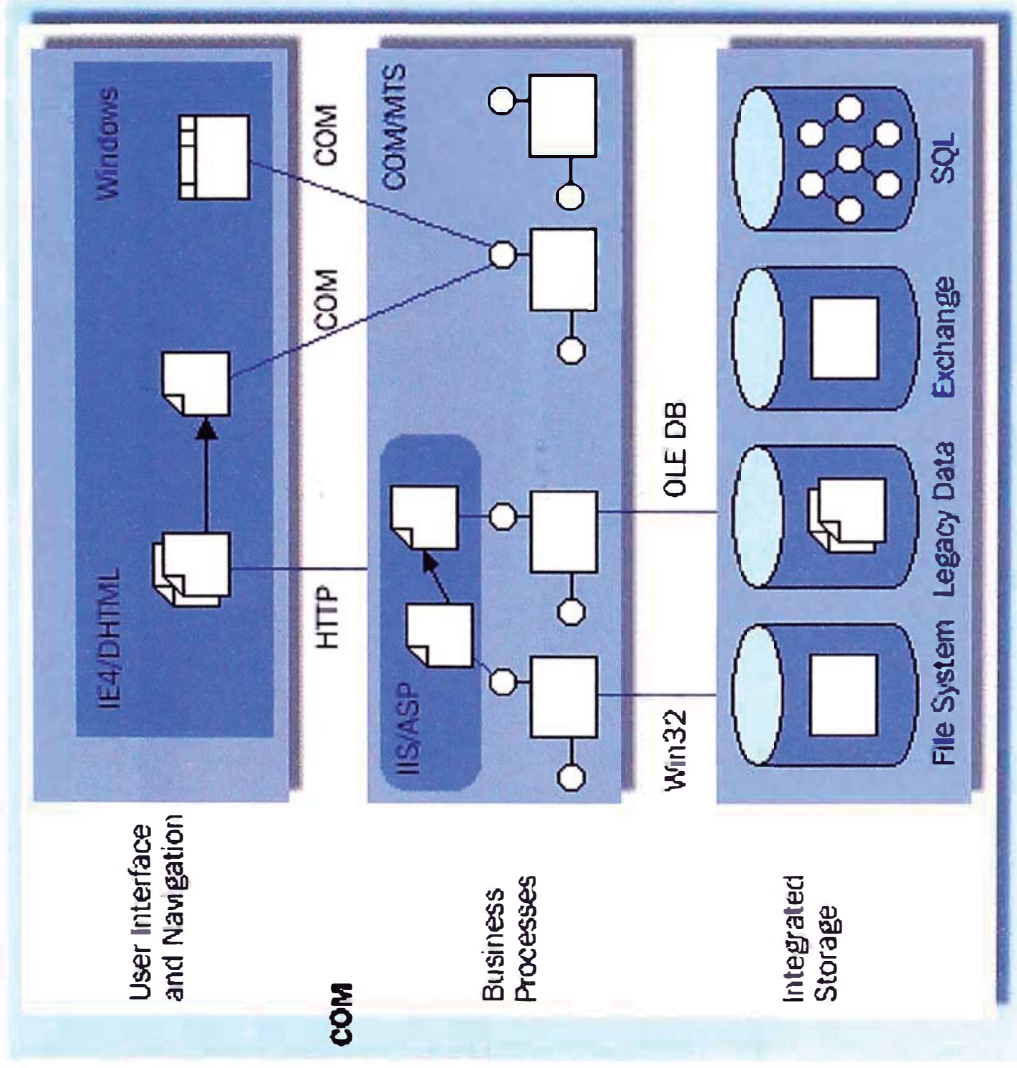 IE4/DHTML
Windows
User Interface
and Navigation
HTTP
COM
COM
COM
IIS/ASP
COM/MTS
Business
Processes
Win32
OLE DB
Integrated
Storage
File System
Legacy Data
Exchange
SQL